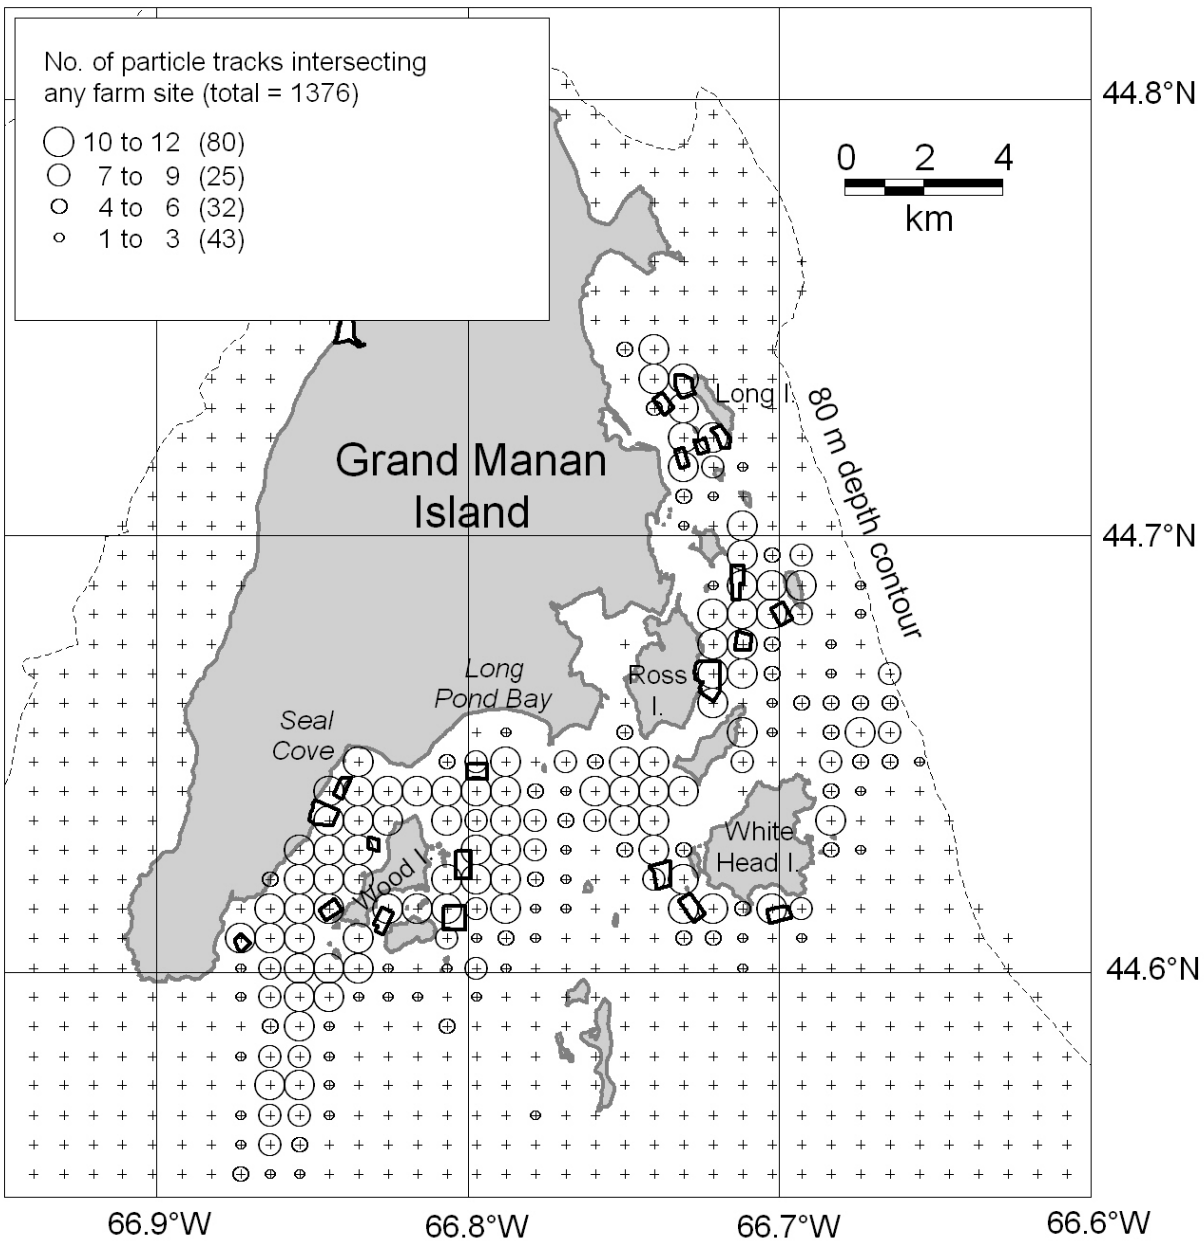 No. of particle tracks intersecting
any farm site (total = 1376)
10 to 12 (80)
7 to 9 (25)
4 to 6 (32)
1 to 3 (43)
44.8°N
0 2 4
km
Long I.
80 m depth contour
Grand Manan
Island
44.7°N
Long
Pond Bay
Ross
I.
Seal
Cove
White
Head I.
Wood I.
44.6°N
66.9°W 66.8°W 66.7°W 66.6°W